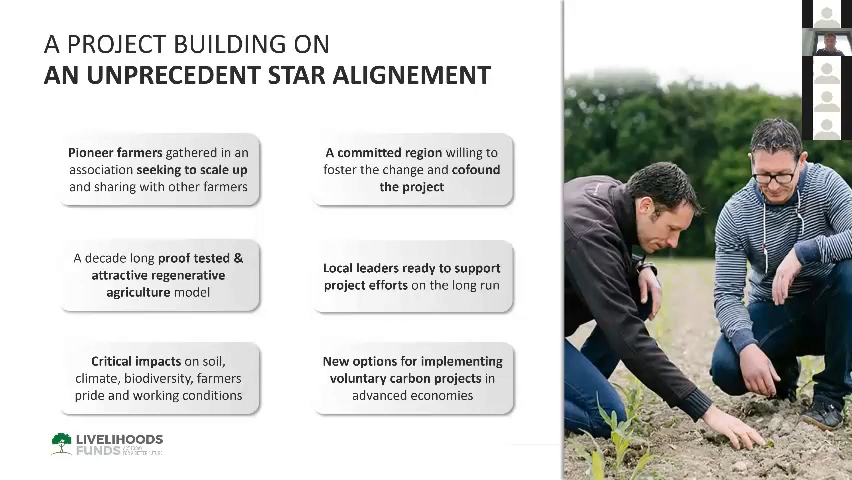 A PROJECT BUILDING ON
AN UNPRECEDENT STAR ALIGNEMENT
Pioneer farmers gathered in an
association seeking to scale up
and sharing with other farmers
A committed region willing to
foster the change and cofound
the project
A decade long proof tested &
attractive regenerative
agriculture model
Local leaders ready to support
project efforts on the long run
Critical impacts on soil,
climate, biodiversity, farmers
pride and working conditions
New options for implementing
voluntary carbon projects in
advanced economies
LIVELIHOODS
FUNDS